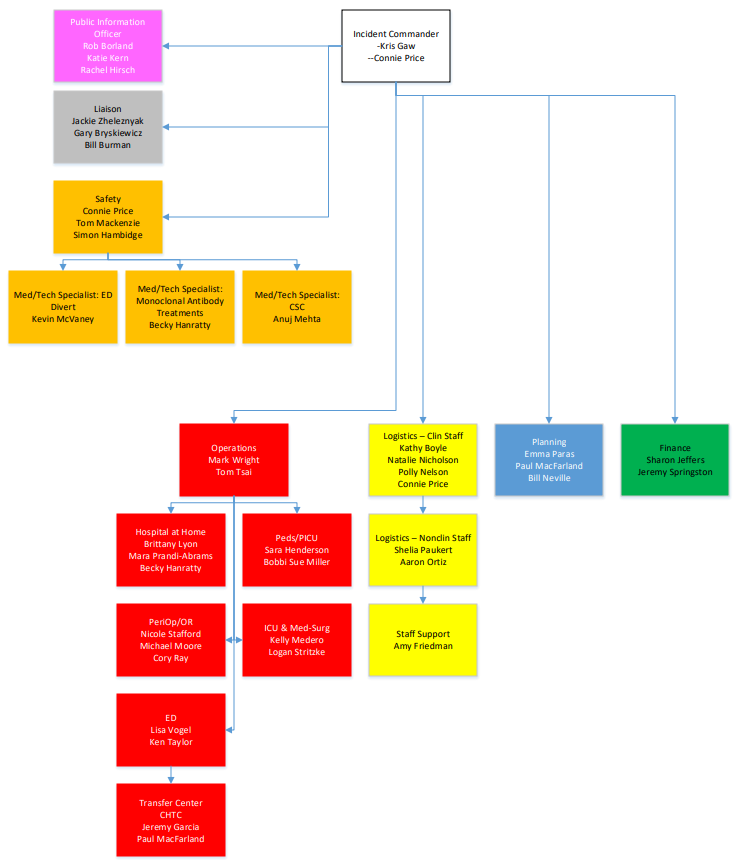 Public Information
Officer
Rob Borland
Katie Kern
Rachel Hirsch
Incident Commander
-Kris Gaw
--Connie Price
Liaison
Jackie Zheleznyak
Gary Bryskiewicz
Bill Burman
Safety
Connie Price
Tom Mackenzie
Simon Hambidge
Med/Tech Specialist: ED
Divert
Kevin McVaney
Med/Tech Specialist:
Monoclonal Antibody
Treatments
Becky Hanratty
Med/Tech Specialist:
CSC
Anuj Mehta
Operations
Mark Wright
Tom Tsai
Logistics – Clin Staff
Kathy Boyle
Natalie Nicholson
Polly Nelson
Connie Price
Planning
Emma Paras
Paul MacFarland
Bill Neville
Finance
Sharon Jeffers
Jeremy Springston
Hospital at Home
Brittany Lyon
Mara Prandi-Abrams
Becky Hanratty
Peds/PICU
Sara Henderson
Bobbi Sue Miller
Logistics – Nonclin Staff
Shelia Paukert
Aaron Ortiz
PeriOp/OR
Nicole Stafford
Michael Moore
Cory Ray
ICU & Med-Surg
Kelly Medero
Logan Stritzke
Staff Support
Amy Friedman
ED
Lisa Vogel
Ken Taylor
Transfer Center
CHTC
Jeremy Garcia
Paul MacFarland